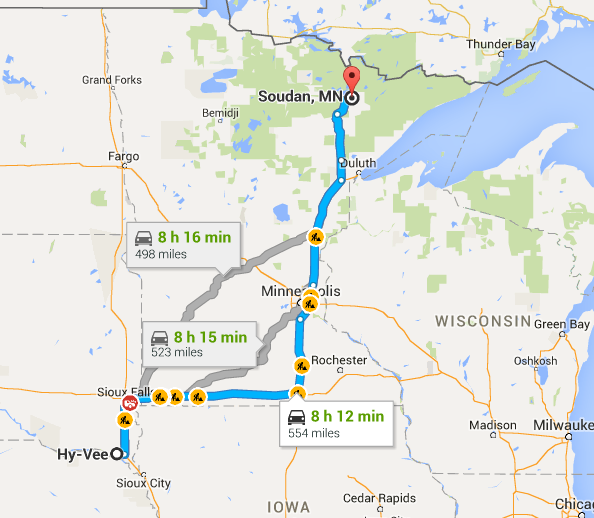 Thunder Bay
Grand Forks
Soudan, MN
Bemidji
Fargo
Duluth
8 h 16 min
498 miles
Minneapolis
8 h 15 min
523 miles
WISCONSIN
Green Bay
Rochester
Oshkosh
Sioux Falls
8 h 12 min
554 miles
Madison
Milwaukee
Hy-Vee
Sioux City
Cedar Rapids
IOWA
Chicag